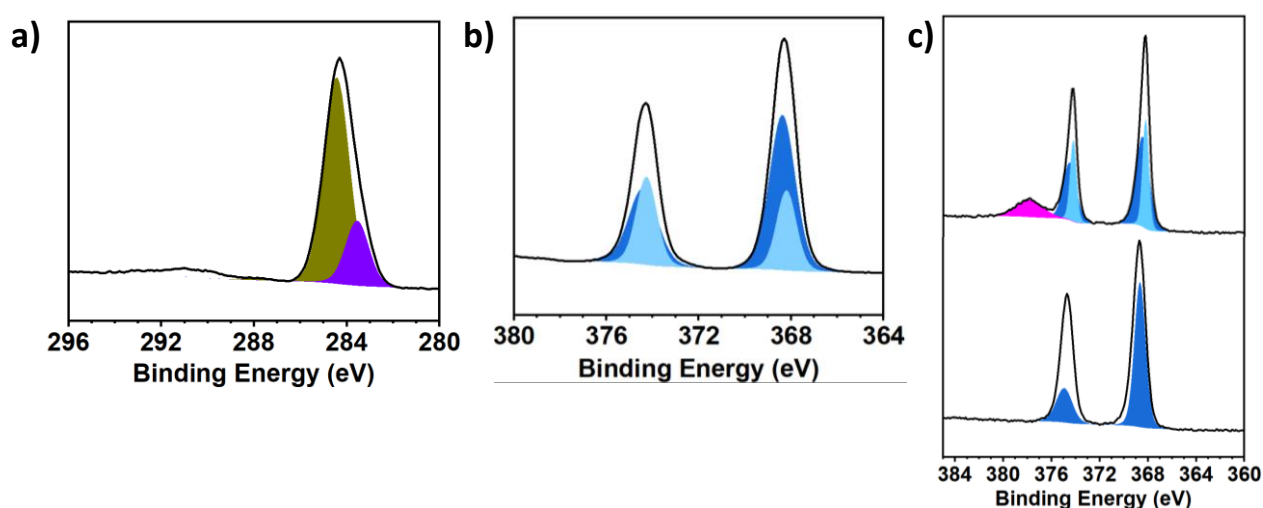 a)
296 292 288 284 280
Binding Energy (eV)
b)
380 376 372 368 364
Binding Energy (eV)
c)
384 380 376 372 368 364 360
Binding Energy (eV)